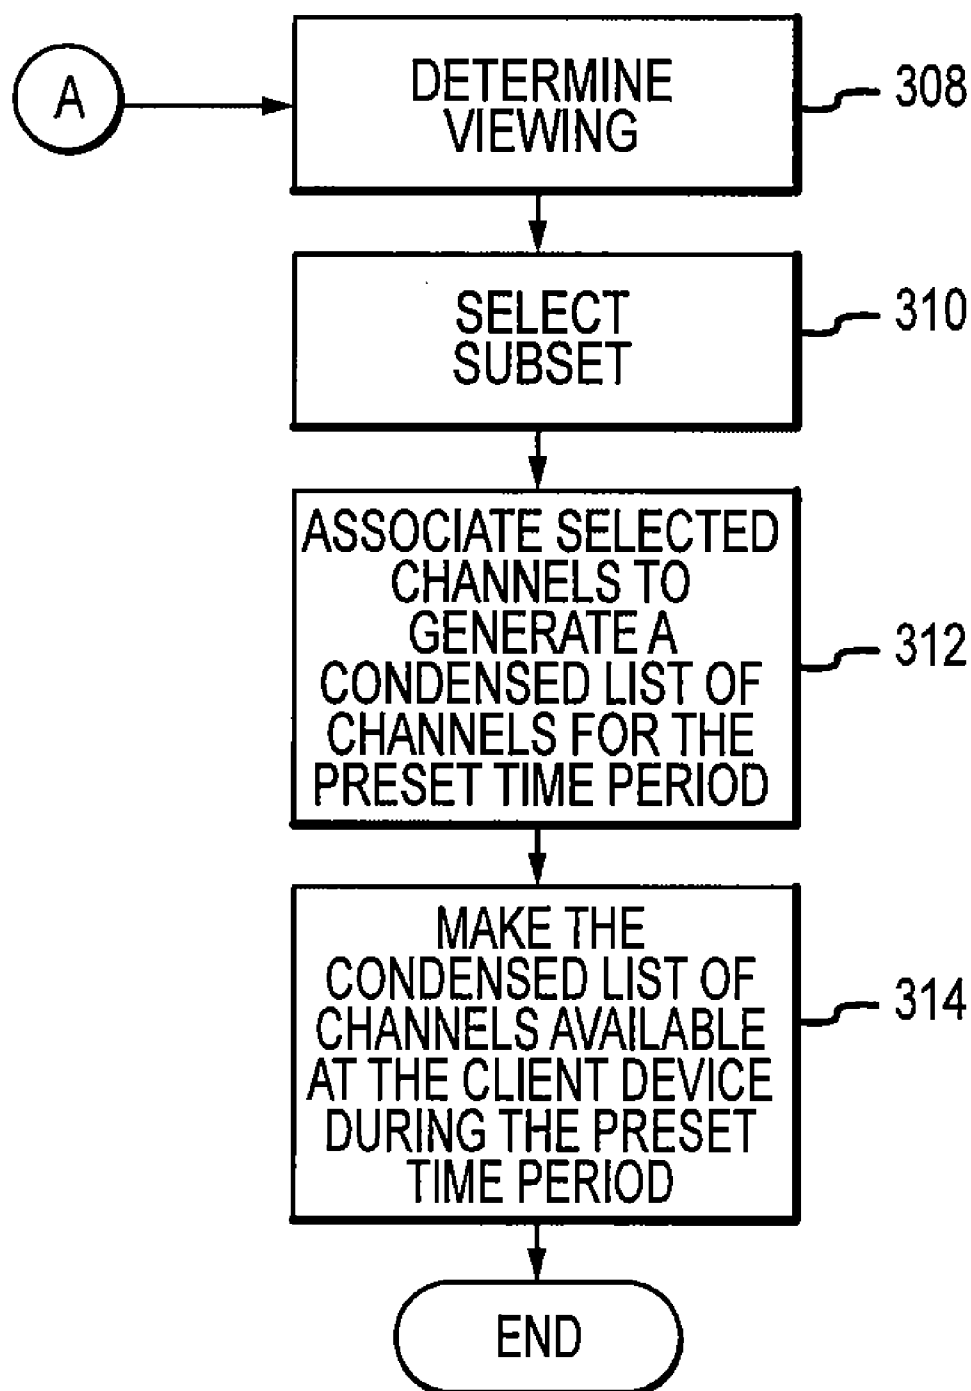 A
DETERMINE
VIEWING
308
SELECT
SUBSET
310
ASSOCIATE SELECTED
CHANNELS TO
GENERATE A
CONDENSED LIST OF
CHANNELS FOR THE
PRESET TIME PERIOD
312
MAKE THE
CONDENSED LIST OF
CHANNELS AVAILABLE
AT THE CLIENT DEVICE
DURING THE PRESET
TIME PERIOD
314
END